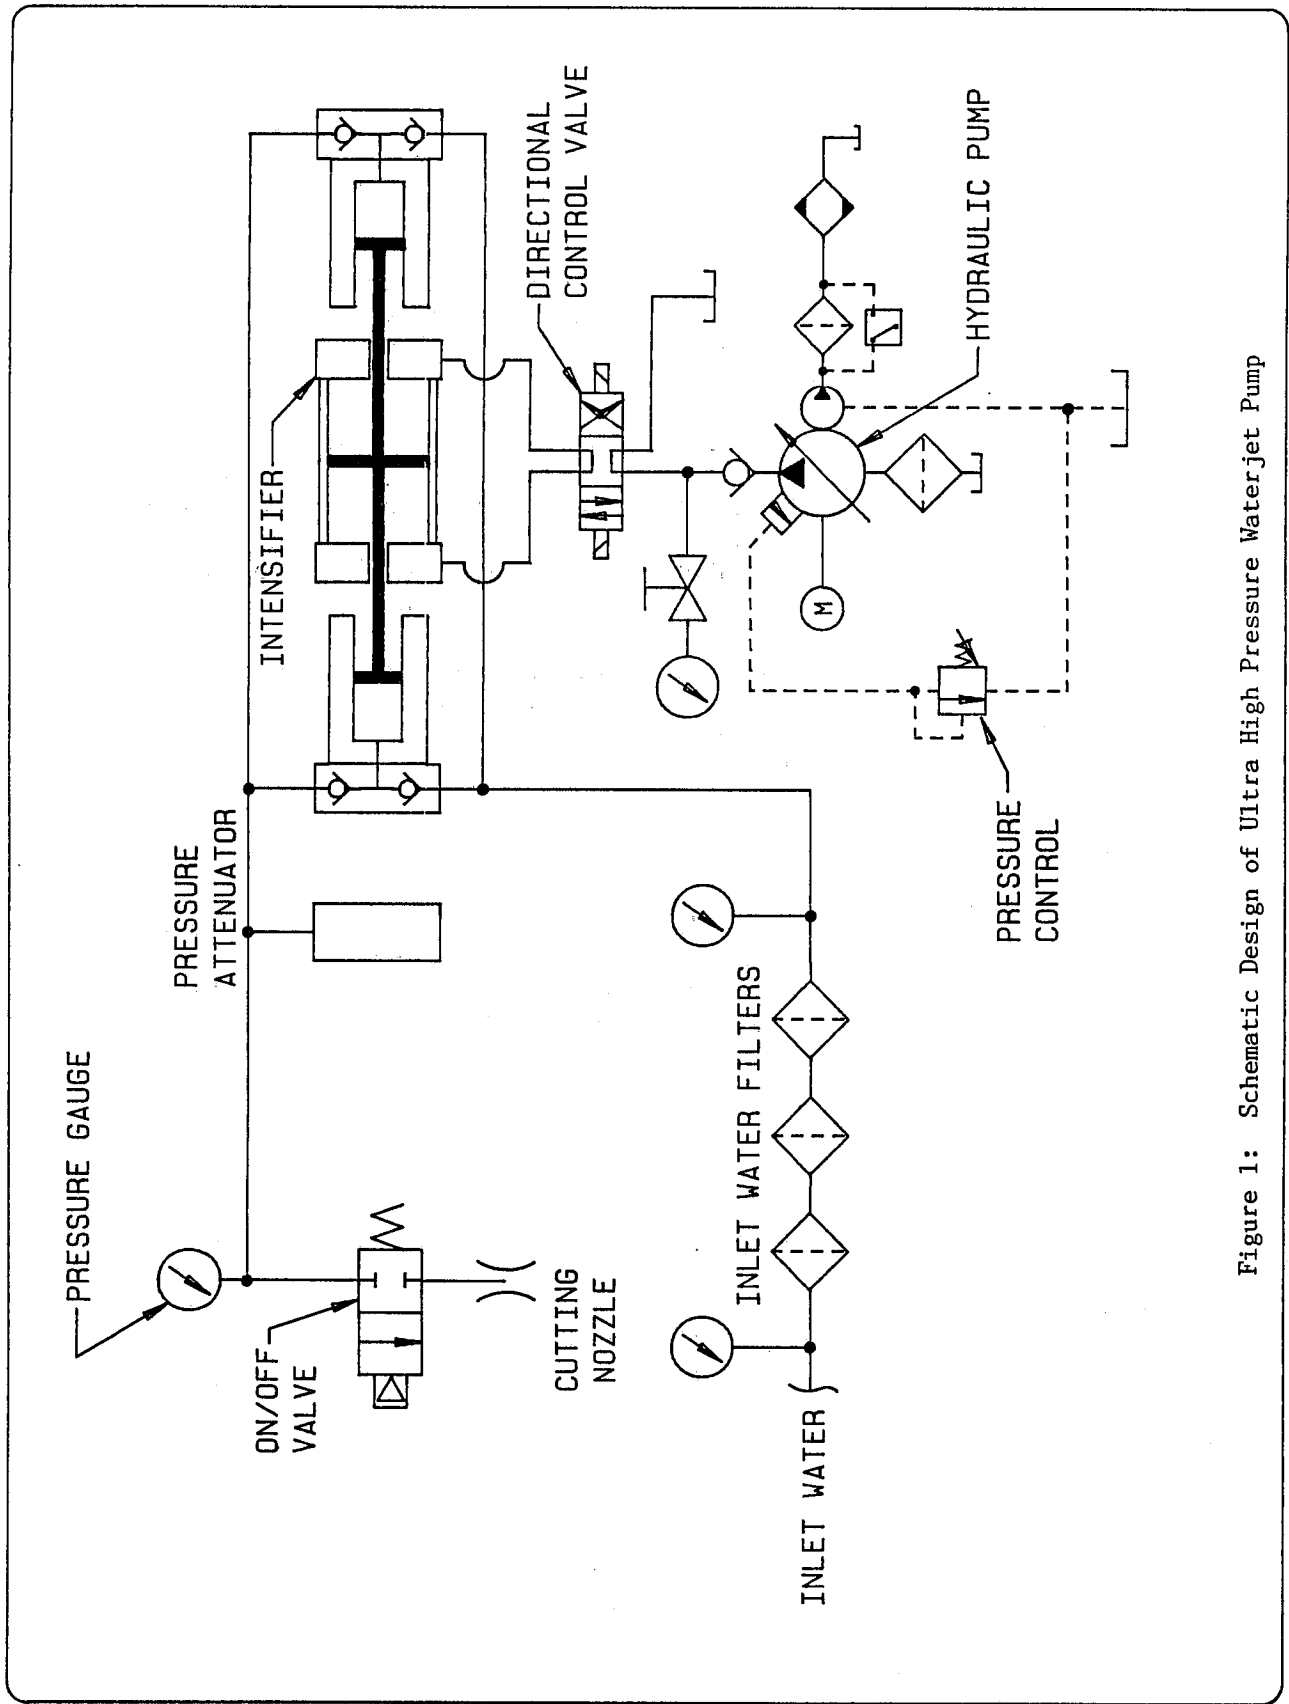 PRESSURE GAUGE
ON/OFF
VALVE
CUTTING
NOZZLE
PRESSURE
ATTENUATOR
INTENSIFIER
DIRECTIONAL
CONTROL VALVE
INLET WATER
INLET WATER FILTERS
M
PRESSURE
CONTROL
HYDRAULIC PUMP
Figure 1: Schematic Design of Ultra High Pressure Waterjet Pump